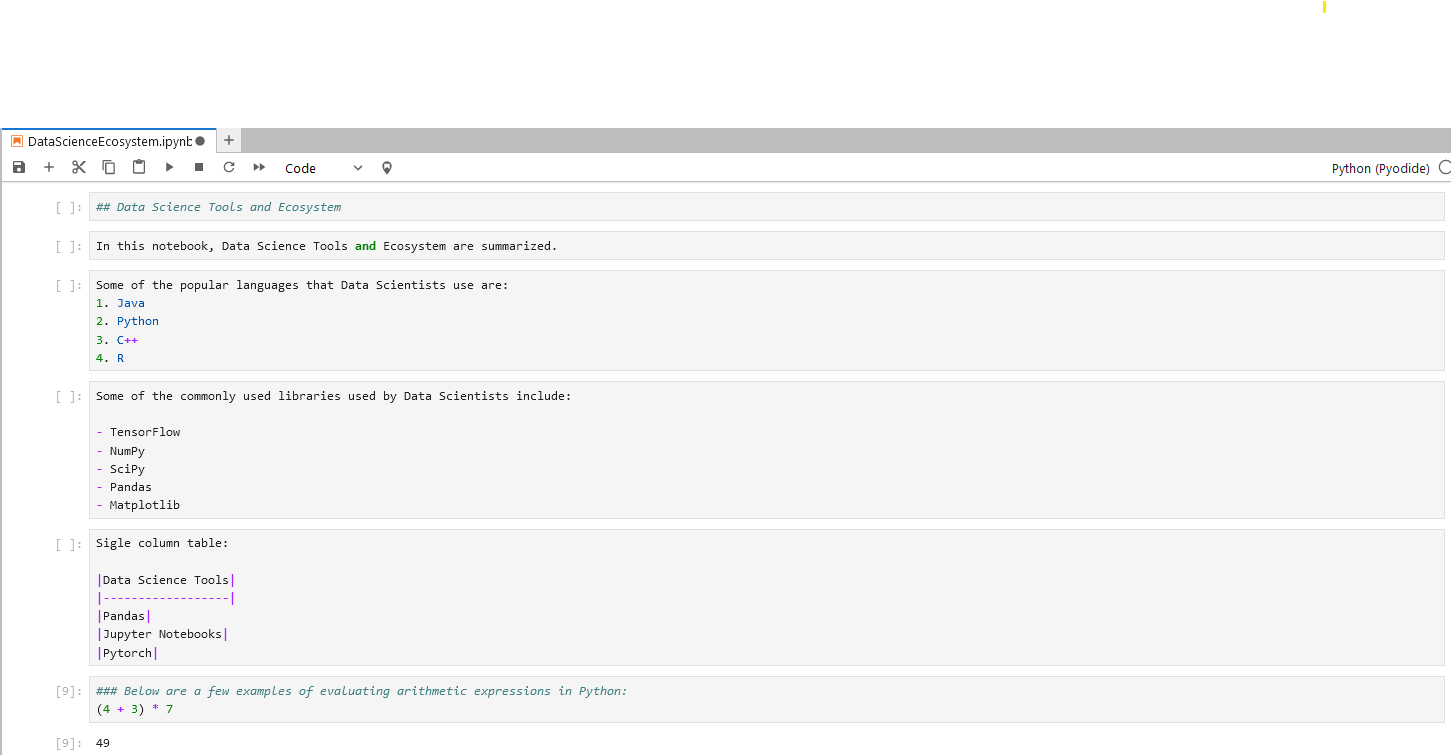 DataScienceEcosystem.ipynb
Code
Python (Pyodide)
[ ]: ## Data Science Tools and Ecosystem
[ ]: In this notebook, Data Science Tools and Ecosystem are summarized.
[ ]: Some of the popular languages that Data Scientists use are:
1. Java
2. Python
3. C++
4. R
[ ]: Some of the commonly used libraries used by Data Scientists include:
- TensorFlow
- NumPy
- SciPy
- Pandas
- Matplotlib
[ ]: Sigle column table:
|Data Science Tools|
|------------------|
|Pandas|
|Jupyter Notebooks|
|Pytorch|
[9]: ### Below are a few examples of evaluating arithmetic expressions in Python:
(4 + 3) * 7
[9]: 49